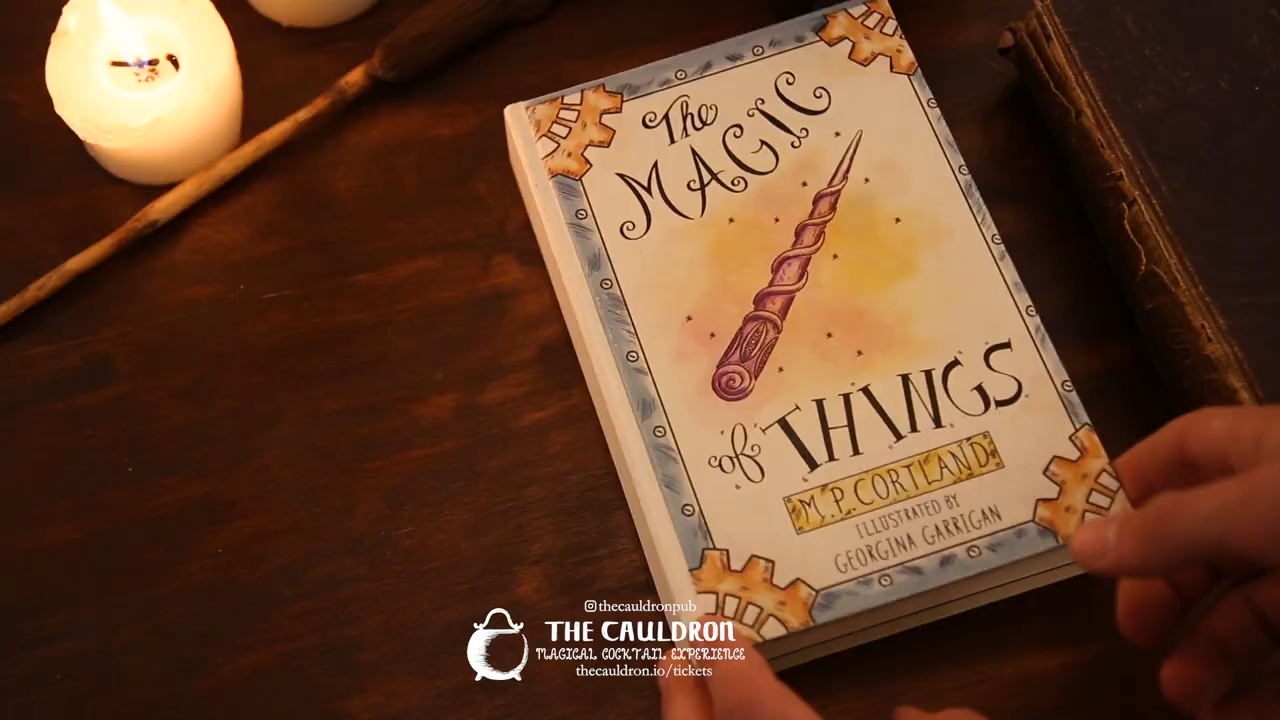 The
MAGIC
of THINGS
M.P. CORTLAND
ILLUSTRATED BY
GEORGINA GARRIGAN
@thecauldronpub
THE CAULDRON
MAGICAL COCKTAIL EXPERIENCE
thecauldron.io/tickets